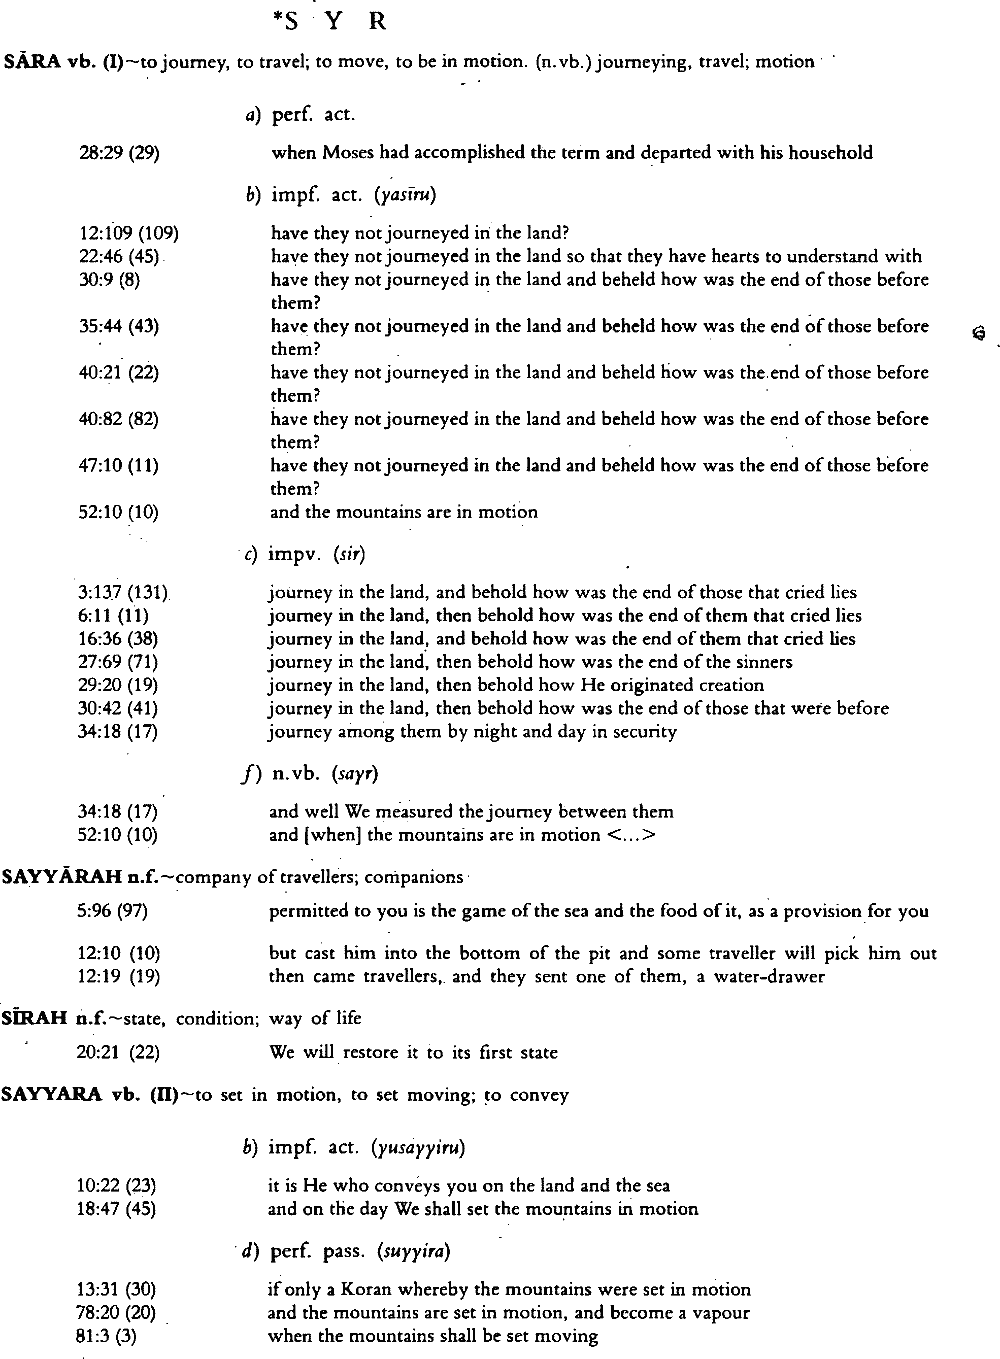 *S Y R
SĀRA vb. (I)~to journey, to travel; to move, to be in motion. (n.vb.) journeying, travel; motion
a) perf. act.
28:29 (29) when Moses had accomplished the term and departed with his household
b) impf. act. (yasīru)
12:109 (109) have they not journeyed in the land?
22:46 (45) have they not journeyed in the land so that they have hearts to understand with
30:9 (8) have they not journeyed in the land and beheld how was the end of those before
them?
35:44 (43) have they not journeyed in the land and beheld how was the end of those before
them?
40:21 (22) have they not journeyed in the land and beheld how was the end of those before
them?
40:82 (82) have they not journeyed in the land and beheld how was the end of those before
them?
47:10 (11) have they not journeyed in the land and beheld how was the end of those before
them?
52:10 (10) and the mountains are in motion
c) impv. (sir)
3:137 (131) journey in the land, and behold how was the end of those that cried lies
6:11 (11) journey in the land, then behold how was the end of them that cried lies
16:36 (38) journey in the land, and behold how was the end of them that cried lies
27:69 (71) journey in the land, then behold how was the end of the sinners
29:20 (19) journey in the land, then behold how He originated creation
30:42 (41) journey in the land, then behold how was the end of those that were before
34:18 (17) journey among them by night and day in security
f) n.vb. (sayr)
34:18 (17) and well We measured the journey between them
52:10 (10) and [when] the mountains are in motion <...>
SAYYĀRAH n.f.~company of travellers; companions
5:96 (97) permitted to you is the game of the sea and the food of it, as a provision for you
12:10 (10) but cast him into the bottom of the pit and some traveller will pick him out
12:19 (19) then came travellers, and they sent one of them, a water-drawer
SĪRAH n.f.~state, condition; way of life
20:21 (22) We will restore it to its first state
SAYYARA vb. (II)~to set in motion, to set moving; to convey
b) impf. act. (yusayyiru)
10:22 (23) it is He who conveys you on the land and the sea
18:47 (45) and on the day We shall set the mountains in motion
d) perf. pass. (suyyira)
13:31 (30) if only a Koran whereby the mountains were set in motion
78:20 (20) and the mountains are set in motion, and become a vapour
81:3 (3) when the mountains shall be set moving